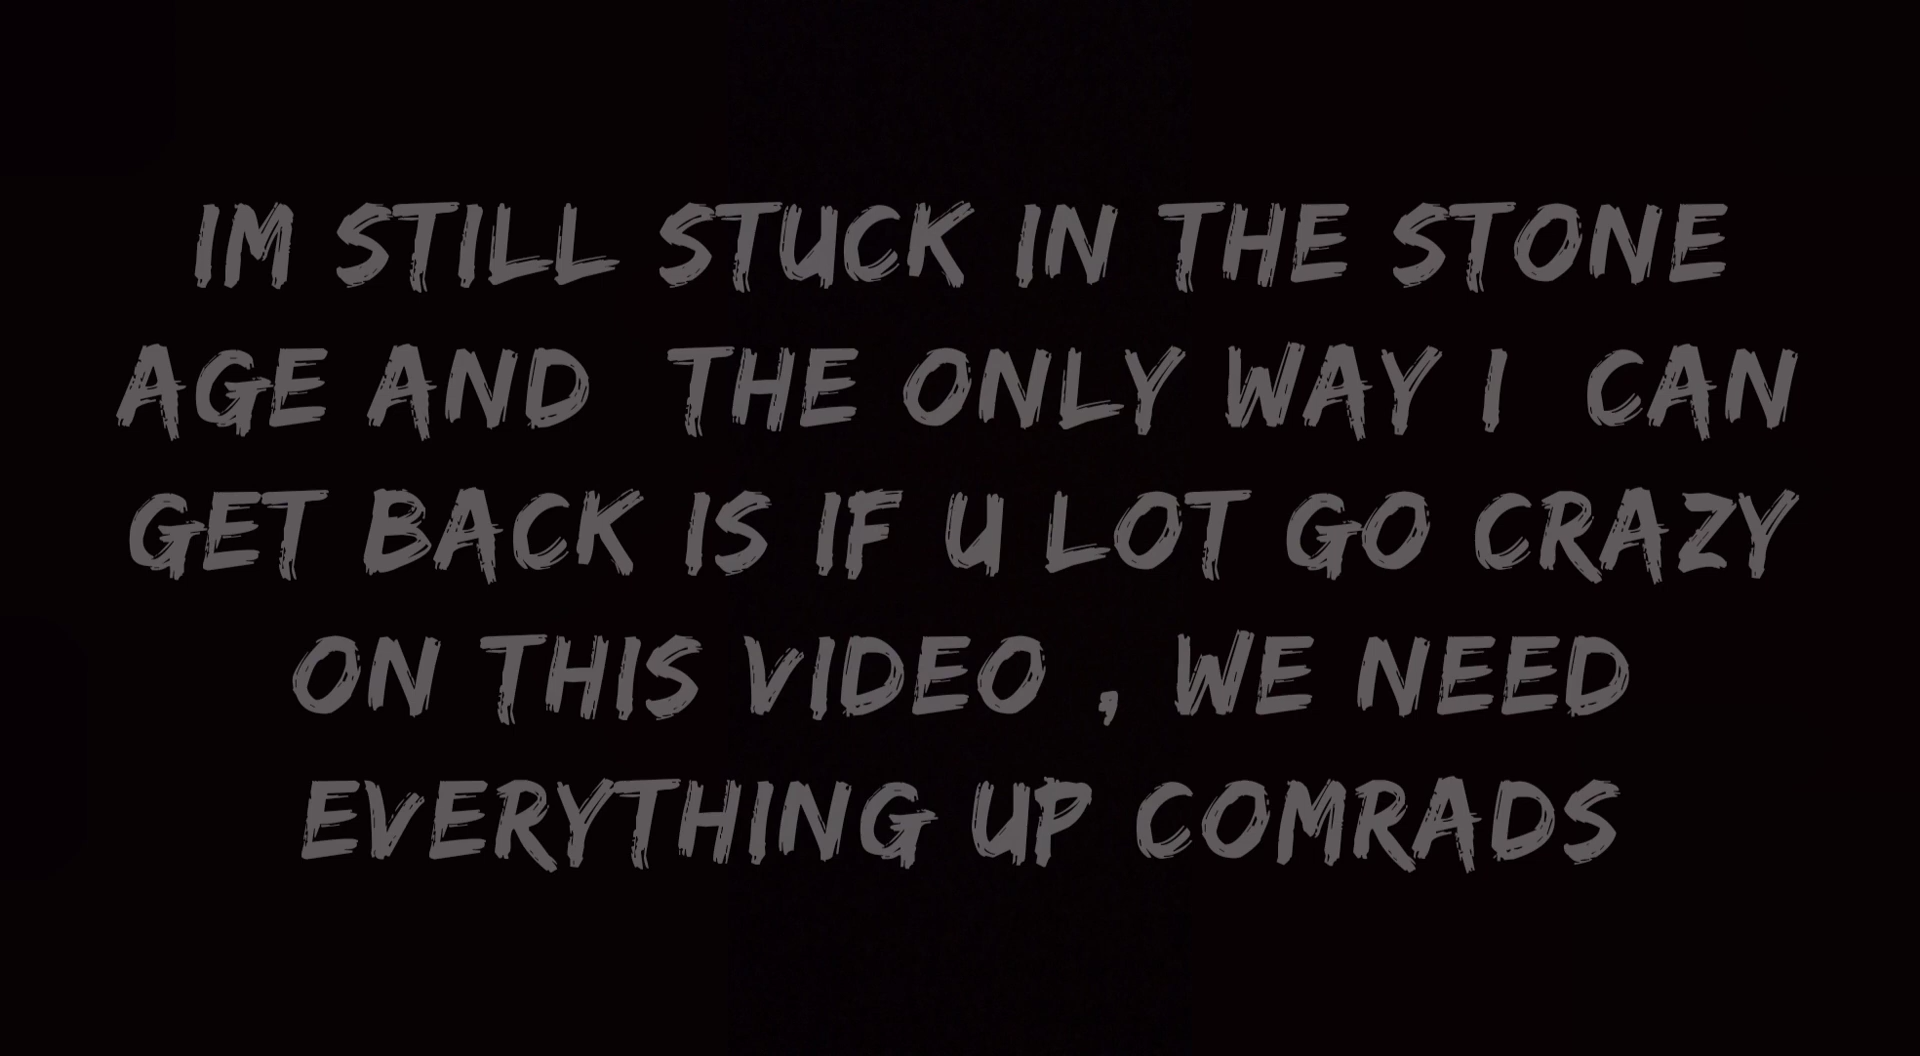 IM STILL STUCK IN THE STONE
AGE AND THE ONLY WAY I CAN
GET BACK IS IF U LOT GO CRAZY
ON THIS VIDEO , WE NEED
EVERYTHING UP COMRADS